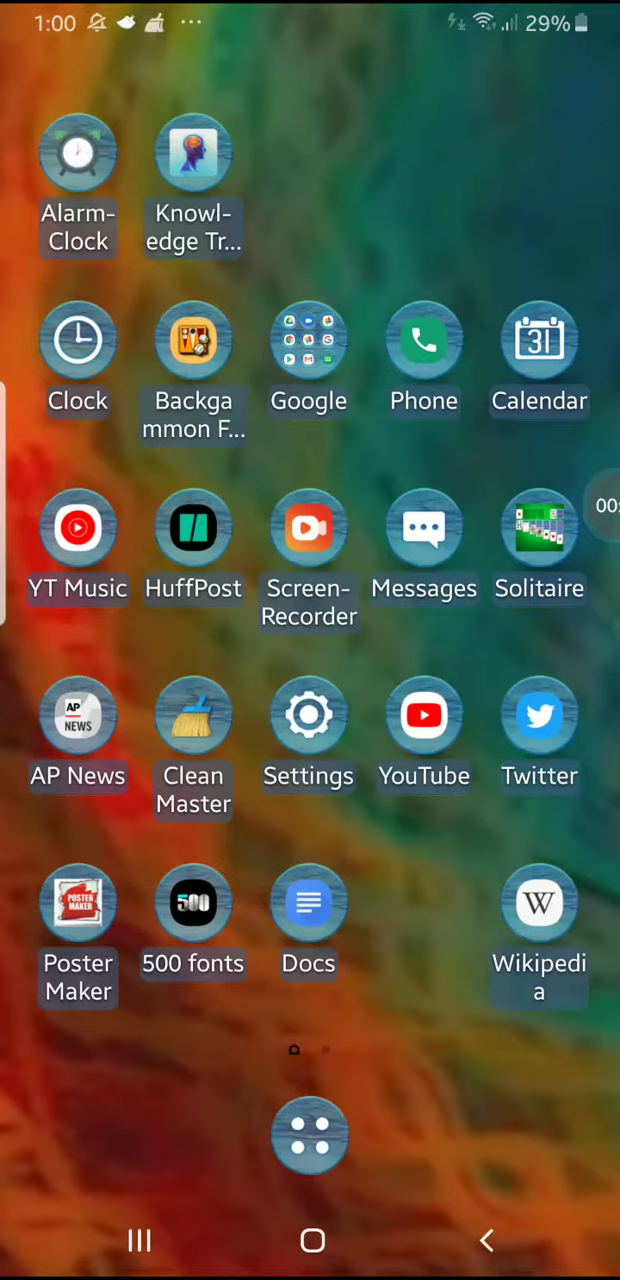 1:00
29%
Alarm-
Clock
Knowl-
edge Tr...
Clock
Backga
mmon F...
Google
31
Phone
Calendar
00:
YT Music
HuffPost
Screen-
Recorder
Messages
Solitaire
AP
NEWS
AP News
Clean
Master
Settings
YouTube
Twitter
POSTER
MAKER
Poster
Maker
500
500 fonts
Docs
W
Wikipedi
a